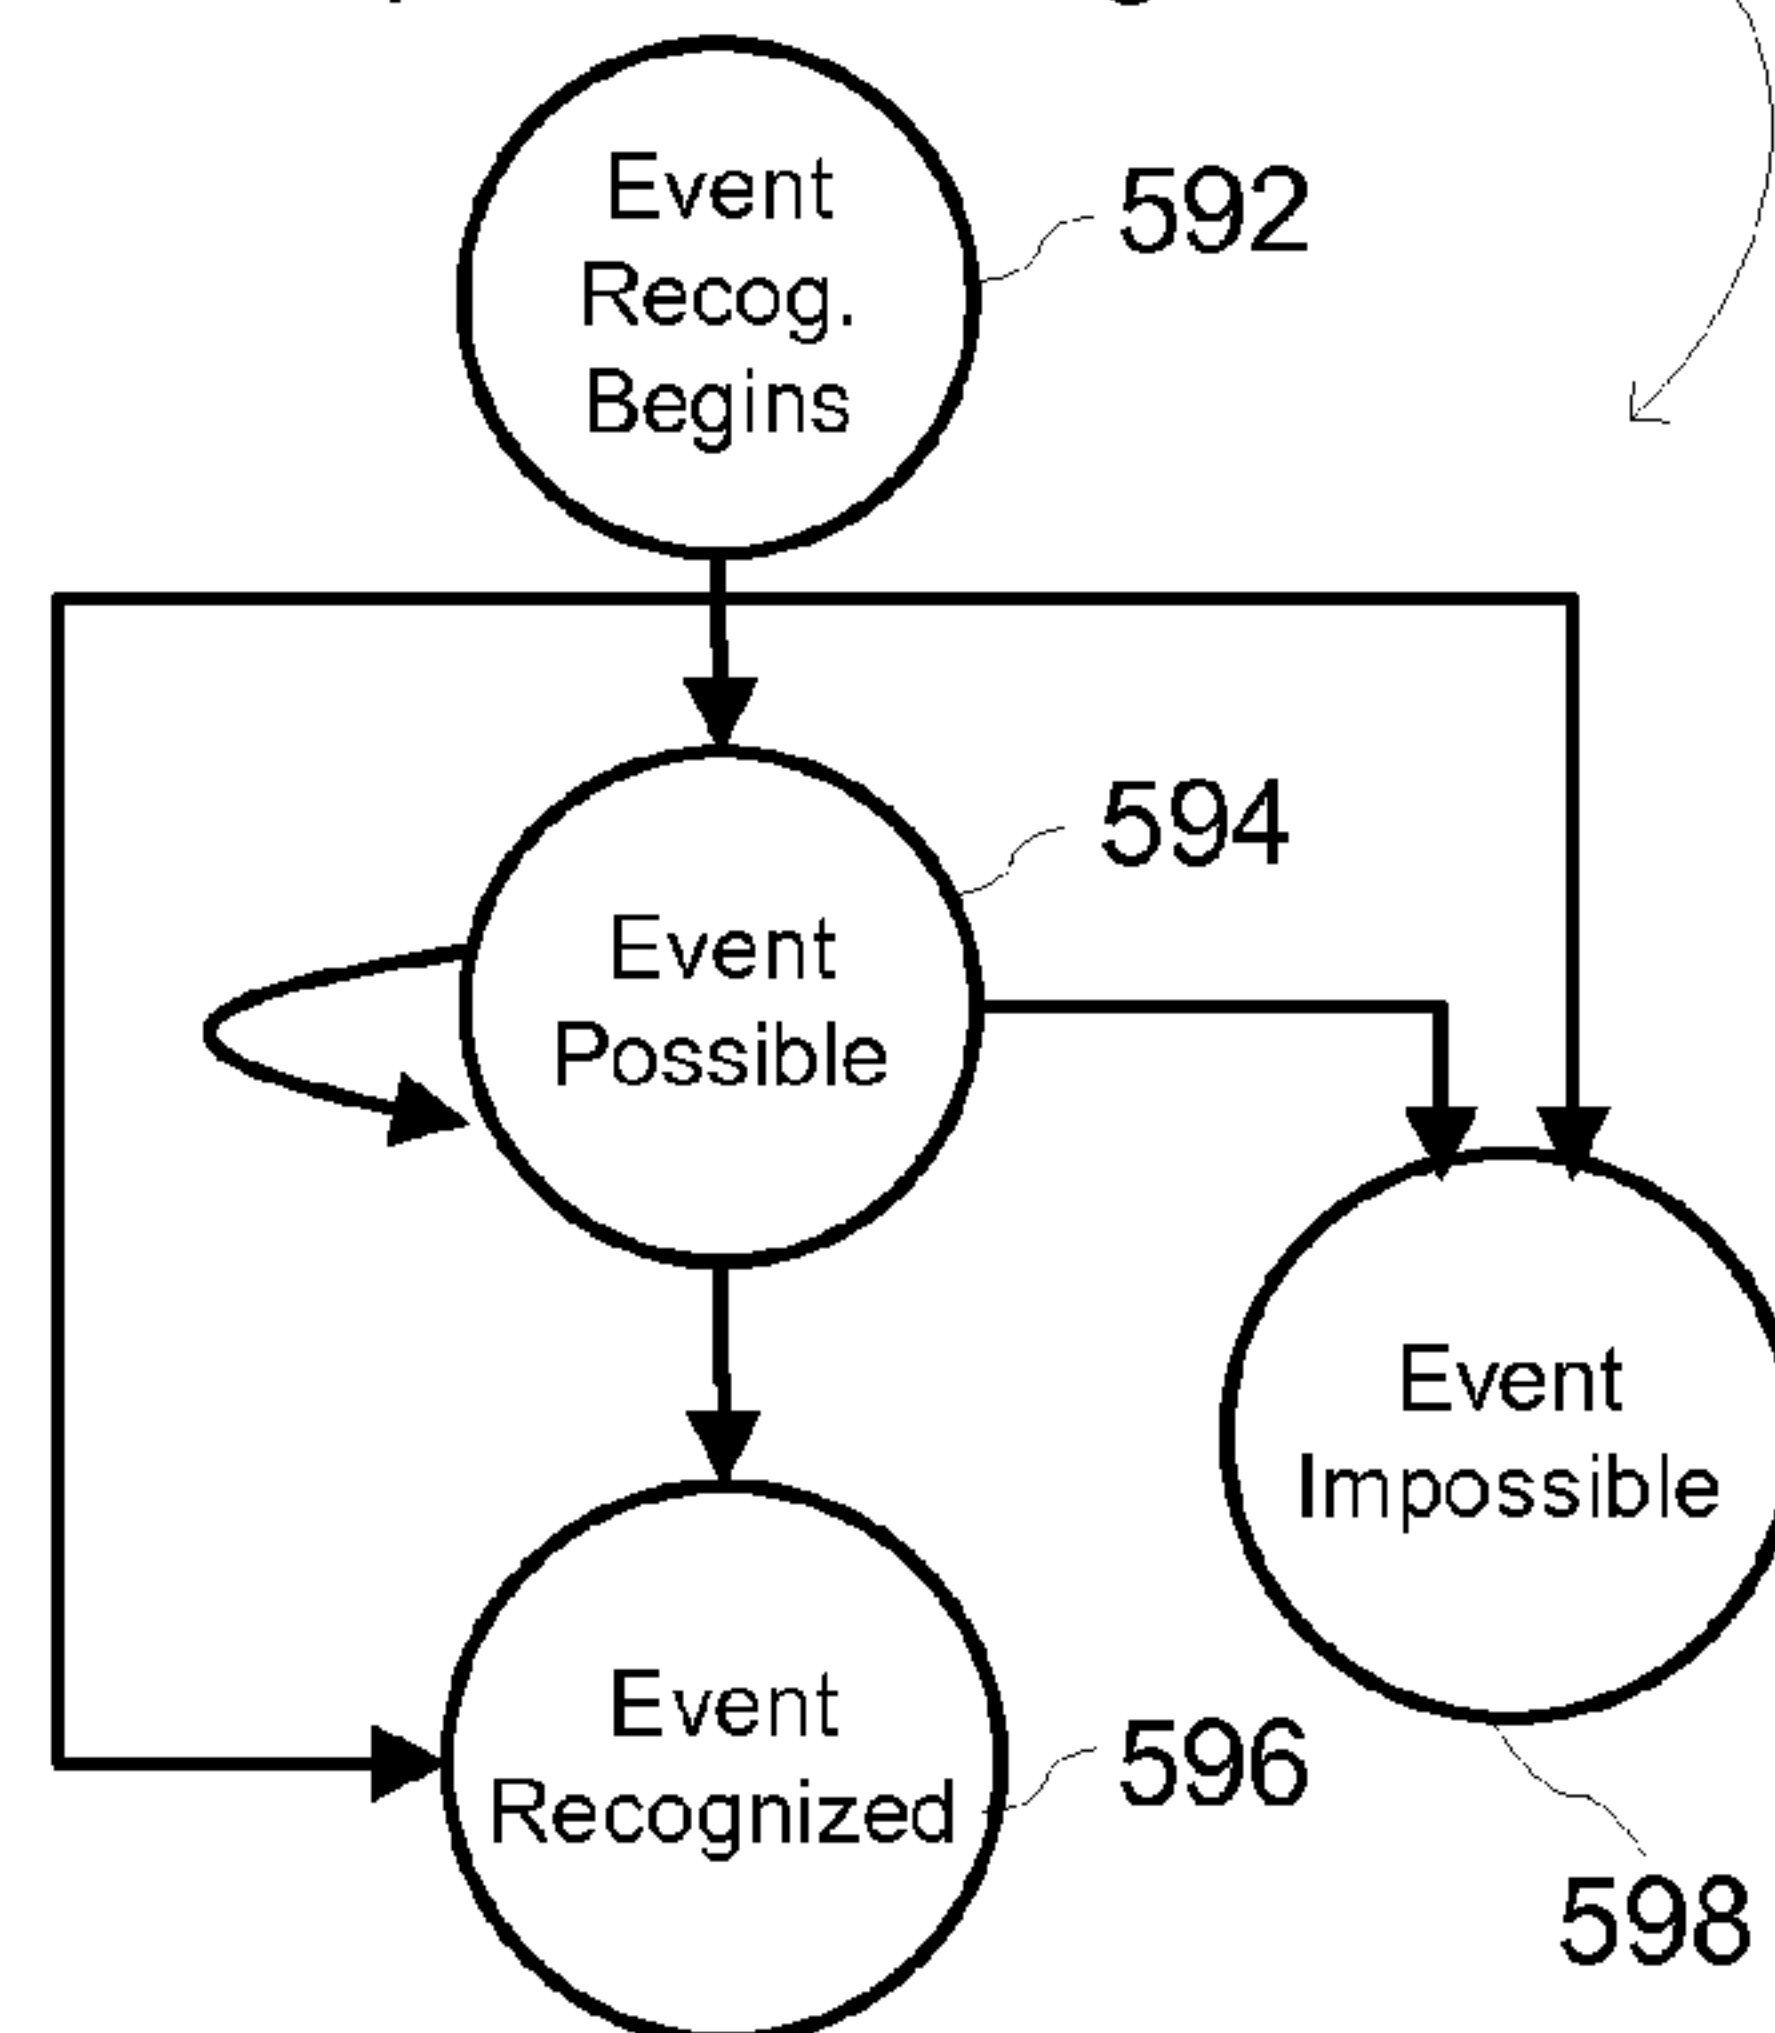 Event
Recog.
Begins
592
594
Event
Possible
Event
Impossible
Event
Recognized
596
598